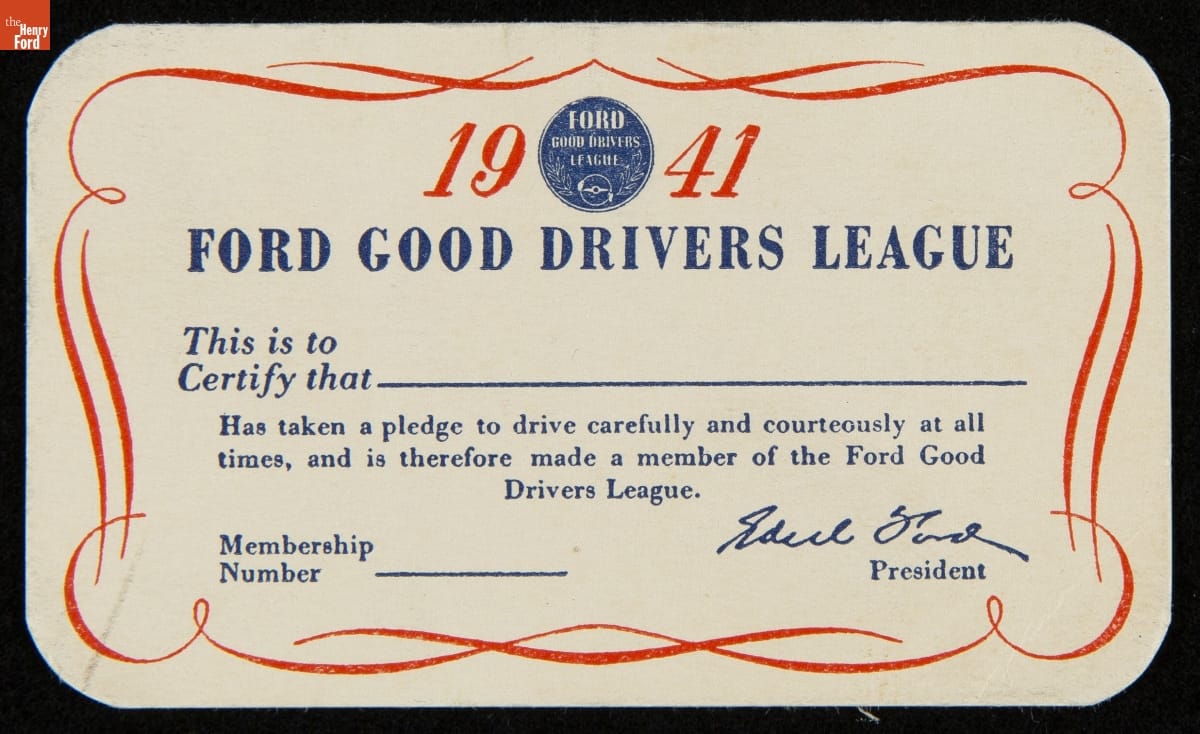 the
Henry
Ford
19 41
FORD
GOOD DRIVERS
LEAGUE
FORD GOOD DRIVERS LEAGUE
This is to
Certify that
Has taken a pledge to drive carefully and courteously at all
times, and is therefore made a member of the Ford Good
Drivers League.
Edsel Ford
Membership
Number
President